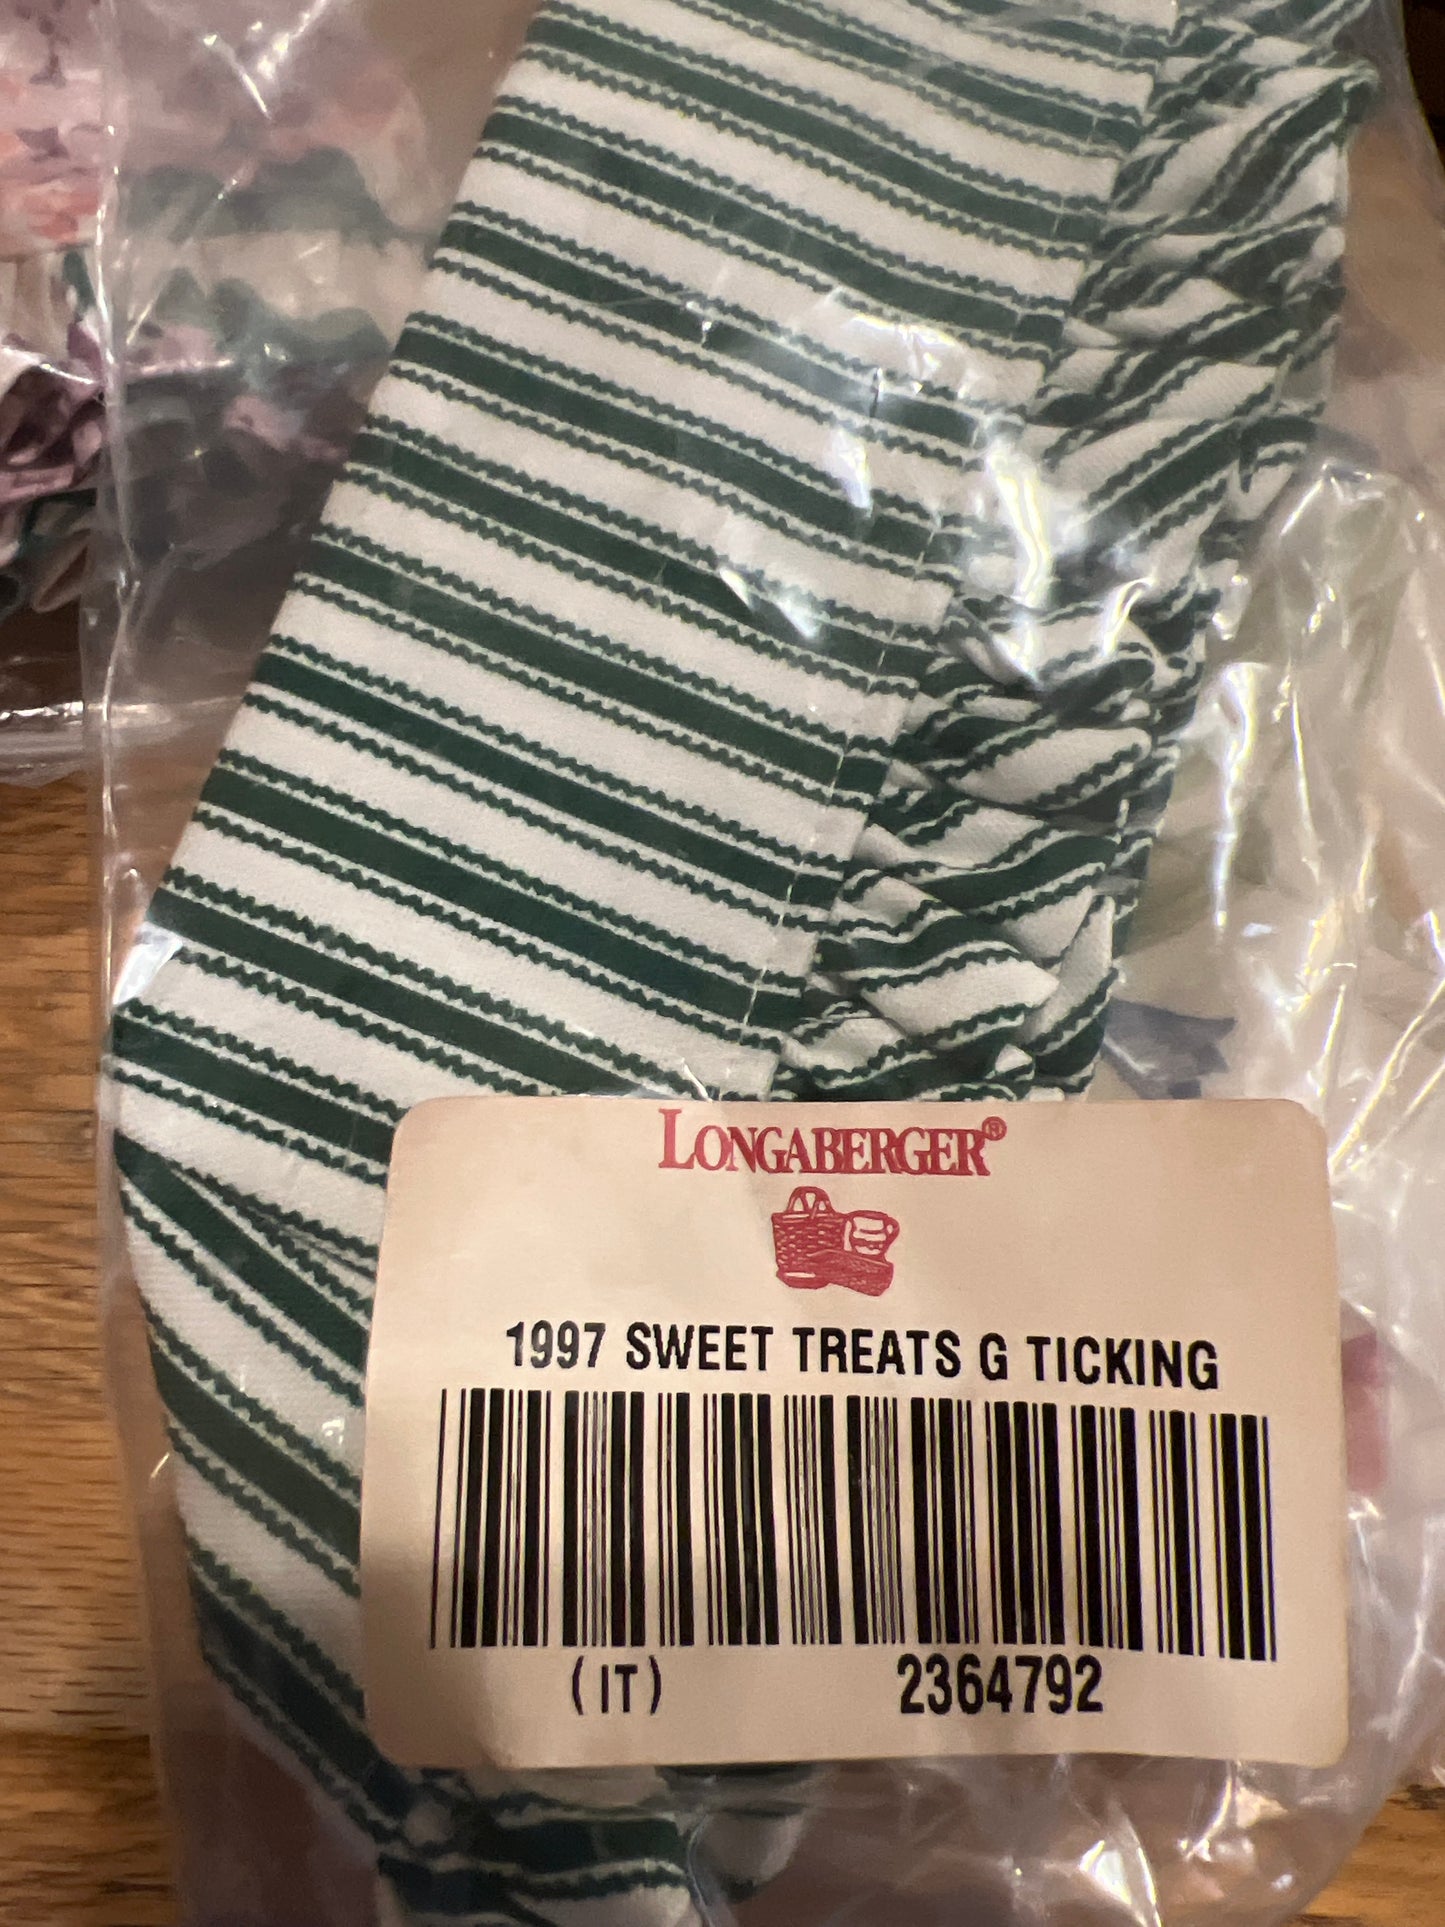 LONGABERGER®
1997 SWEET TREATS G TICKING
(IT) 2364792